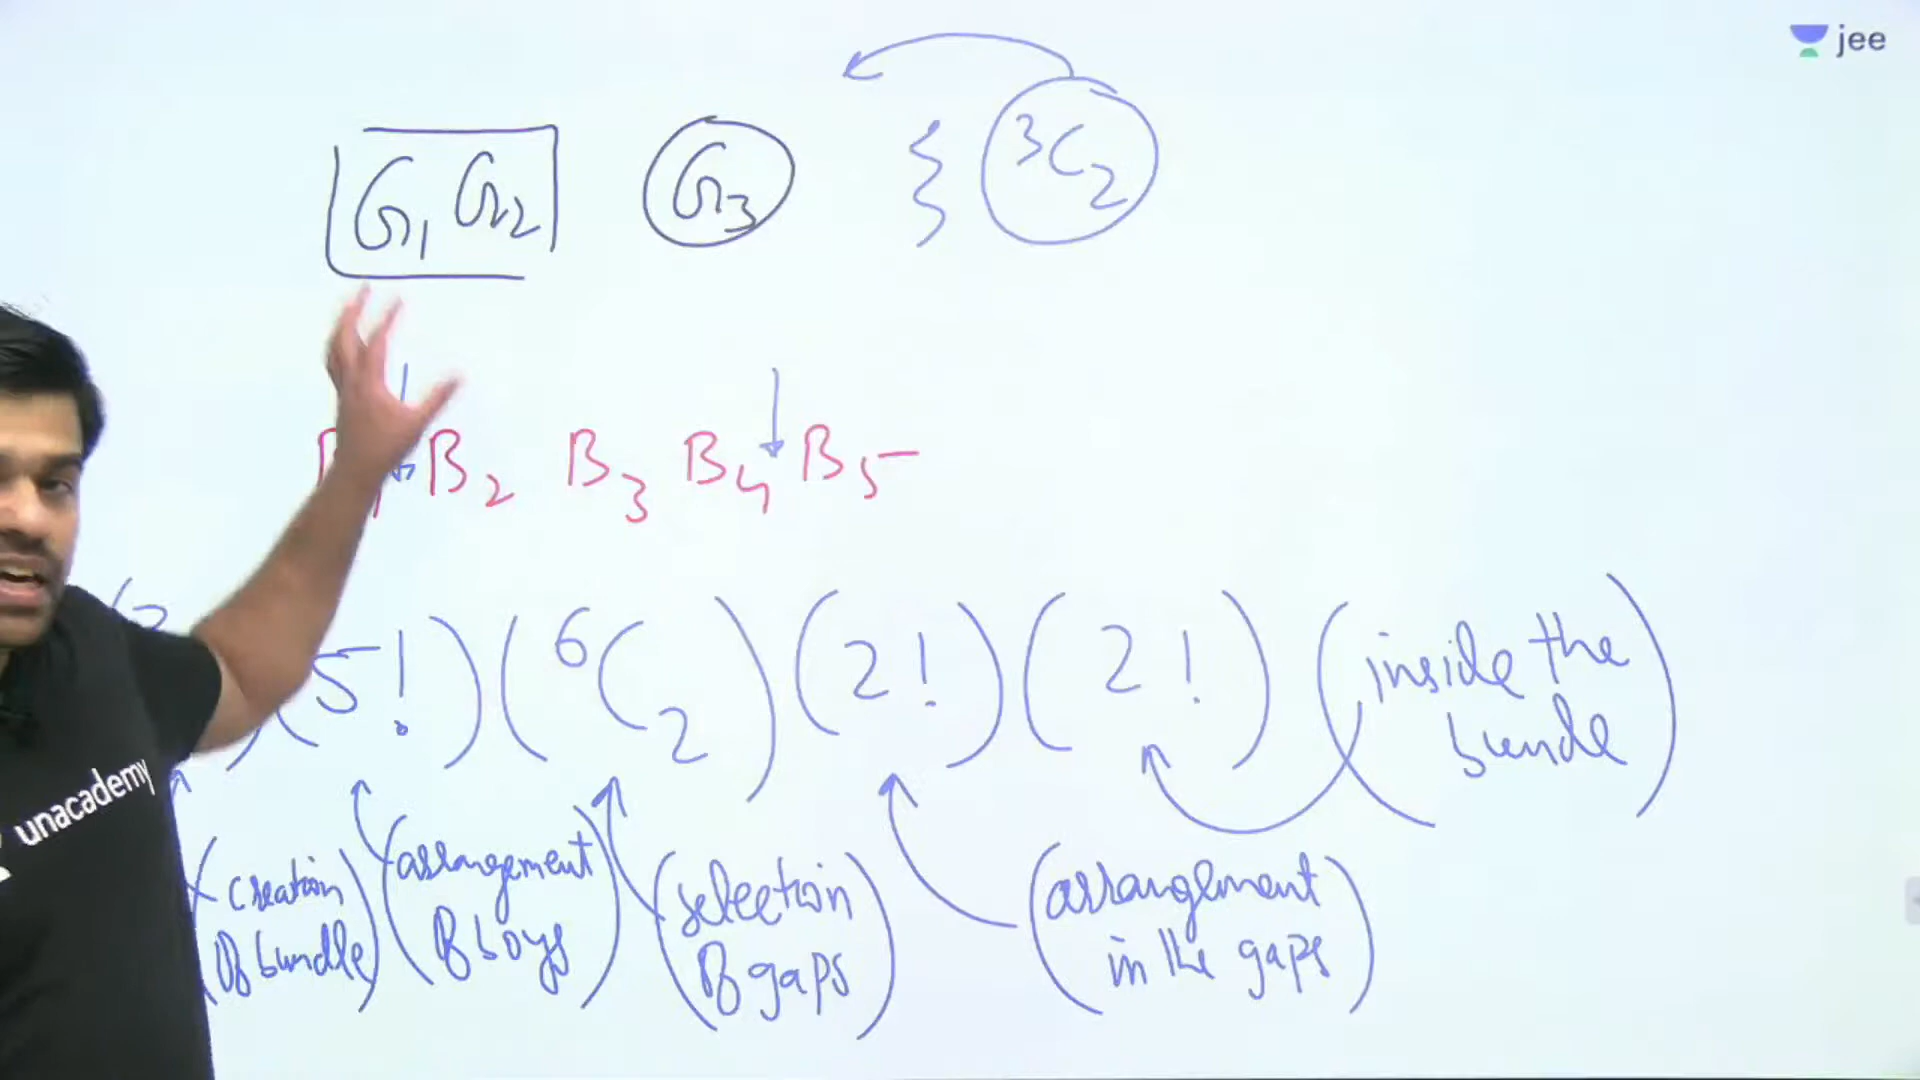 jee
G1 G2 G3 } ³C₂
B1 B2 B3 B4 B5
(5!) (⁶C₂) (2!) (2!) (inside the
bundle)
(creation
of bundle)
(arrangement
of boys)
(selection
of gaps)
(arrangement
in the gaps)
unacademy